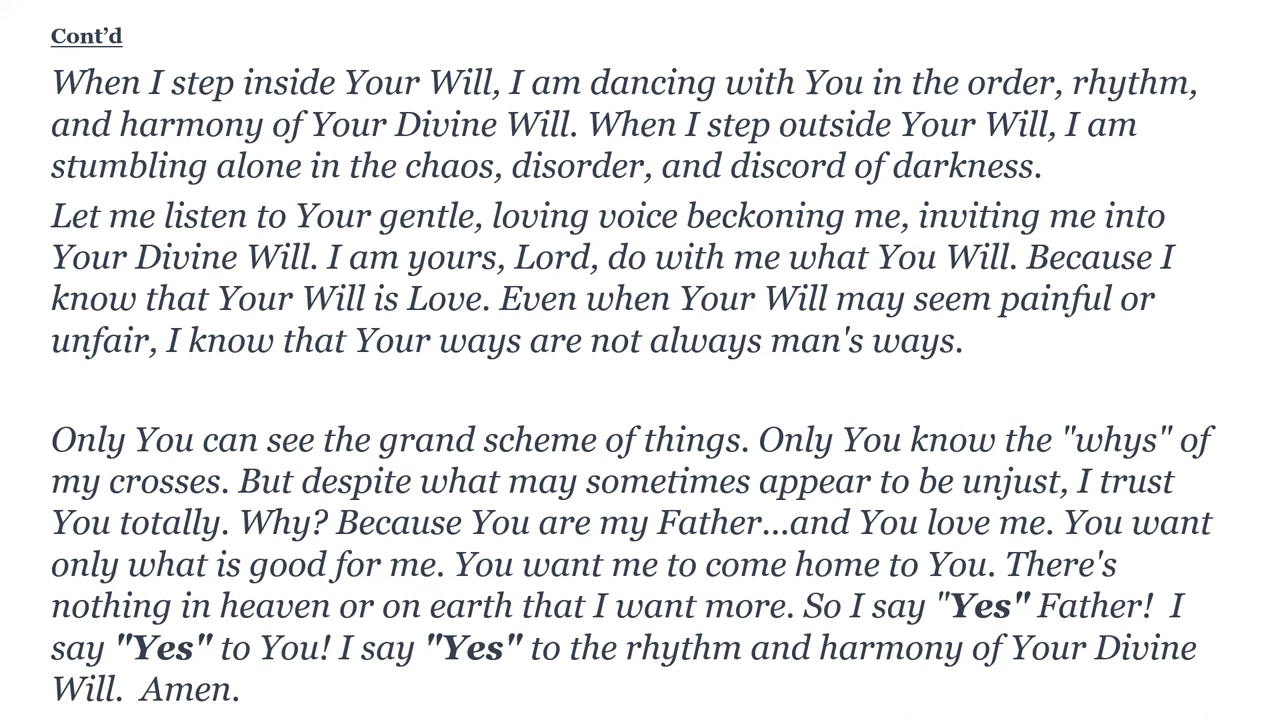 Cont’d
When I step inside Your Will, I am dancing with You in the order, rhythm,
and harmony of Your Divine Will. When I step outside Your Will, I am
stumbling alone in the chaos, disorder, and discord of darkness.
Let me listen to Your gentle, loving voice beckoning me, inviting me into
Your Divine Will. I am yours, Lord, do with me what You Will. Because I
know that Your Will is Love. Even when Your Will may seem painful or
unfair, I know that Your ways are not always man's ways.
Only You can see the grand scheme of things. Only You know the "whys" of
my crosses. But despite what may sometimes appear to be unjust, I trust
You totally. Why? Because You are my Father...and You love me. You want
only what is good for me. You want me to come home to You. There's
nothing in heaven or on earth that I want more. So I say "Yes" Father!  I
say "Yes" to You! I say "Yes" to the rhythm and harmony of Your Divine
Will.  Amen.